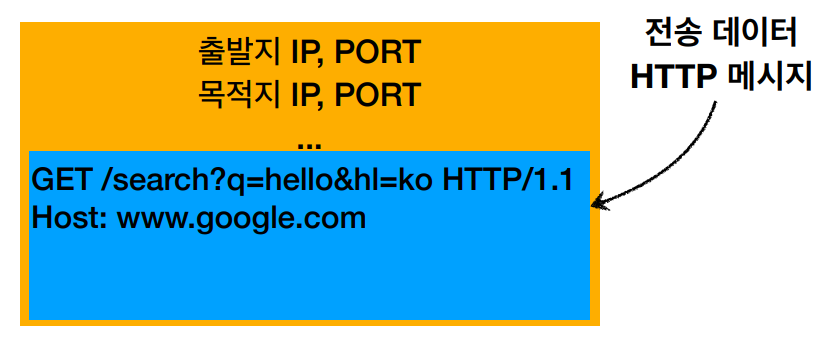 출발지 IP, PORT
목적지 IP, PORT
...
GET /search?q=hello&hl=ko HTTP/1.1
Host: www.google.com
전송 데이터
HTTP 메시지